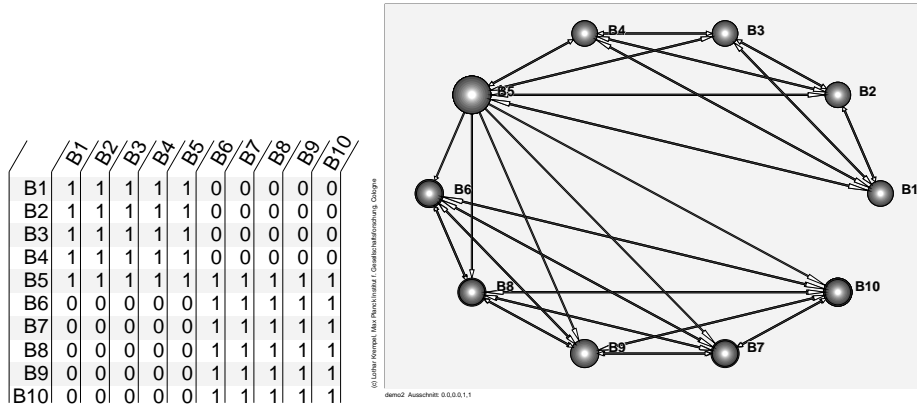 B1 B2 B3 B4 B5 B6 B7 B8 B9 B10
B1 1 1 1 1 1 0 0 0 0 0
B2 1 1 1 1 1 0 0 0 0 0
B3 1 1 1 1 1 0 0 0 0 0
B4 1 1 1 1 1 0 0 0 0 0
B5 1 1 1 1 1 1 1 1 1 1
B6 0 0 0 0 0 1 1 1 1 1
B7 0 0 0 0 0 1 1 1 1 1
B8 0 0 0 0 0 1 1 1 1 1
B9 0 0 0 0 0 1 1 1 1 1
B10 0 0 0 0 0 1 1 1 1 1
(c) Lothar Krempel, Max Planck Institut f. Gesellschaftsforschung, Cologne
B4
B3
B5
B2
B6
B1
B8
B10
B9
B7
demo2 Ausschnitt: 0.0,0.0,1,1